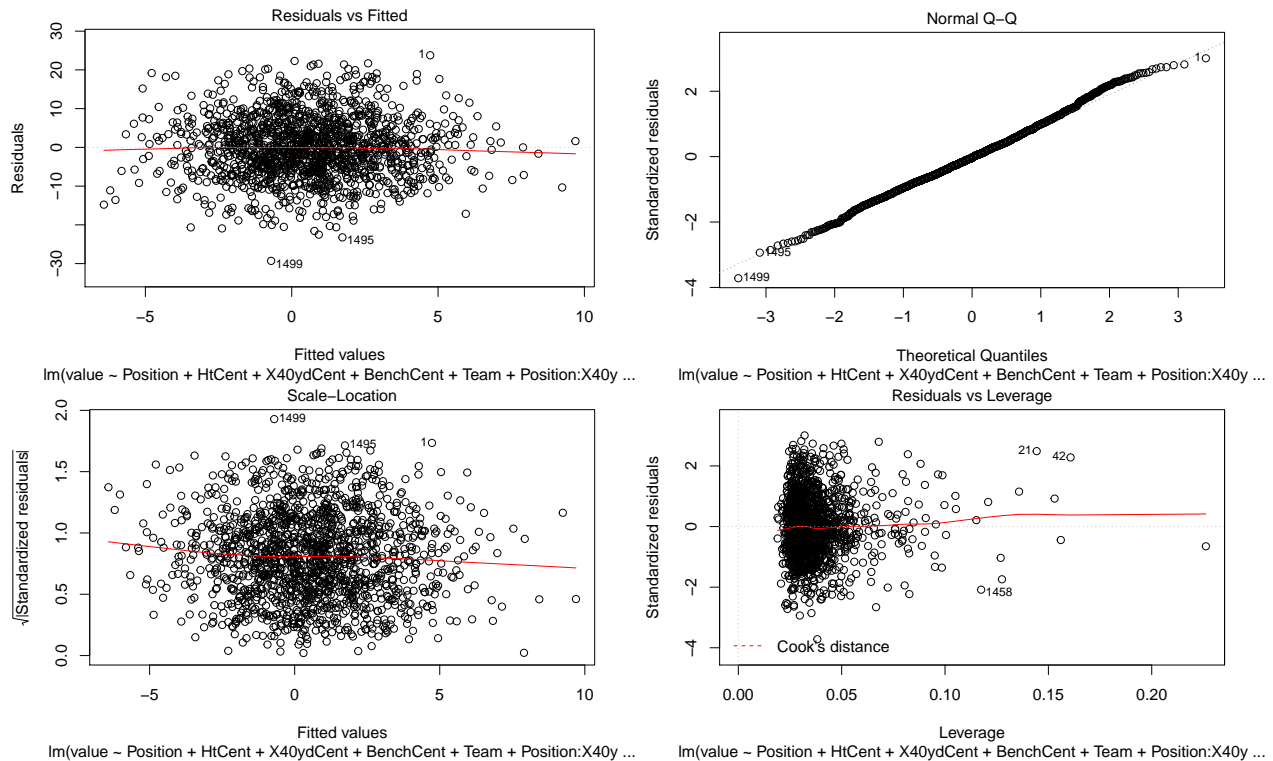 Residuals vs Fitted
30
20
10
0
−10
−30
Residuals
1
1495
1499
−5 0 5 10
Fitted values
lm(value ~ Position + HtCent + X40ydCent + BenchCent + Team + Position:X40y ...
Normal Q−Q
2
0
−2
−4
Standardized residuals
1
1495
1499
−3 −2 −1 0 1 2 3
Theoretical Quantiles
lm(value ~ Position + HtCent + X40ydCent + BenchCent + Team + Position:X40y ...
Scale−Location
2.0
1.5
1.0
0.5
0.0
√|Standardized residuals|
1499
1495
1
−5 0 5 10
Fitted values
lm(value ~ Position + HtCent + X40ydCent + BenchCent + Team + Position:X40y ...
Residuals vs Leverage
2
0
−2
−4
Standardized residuals
21
42
1458
Cook's distance
0.00 0.05 0.10 0.15 0.20
Leverage
lm(value ~ Position + HtCent + X40ydCent + BenchCent + Team + Position:X40y ...